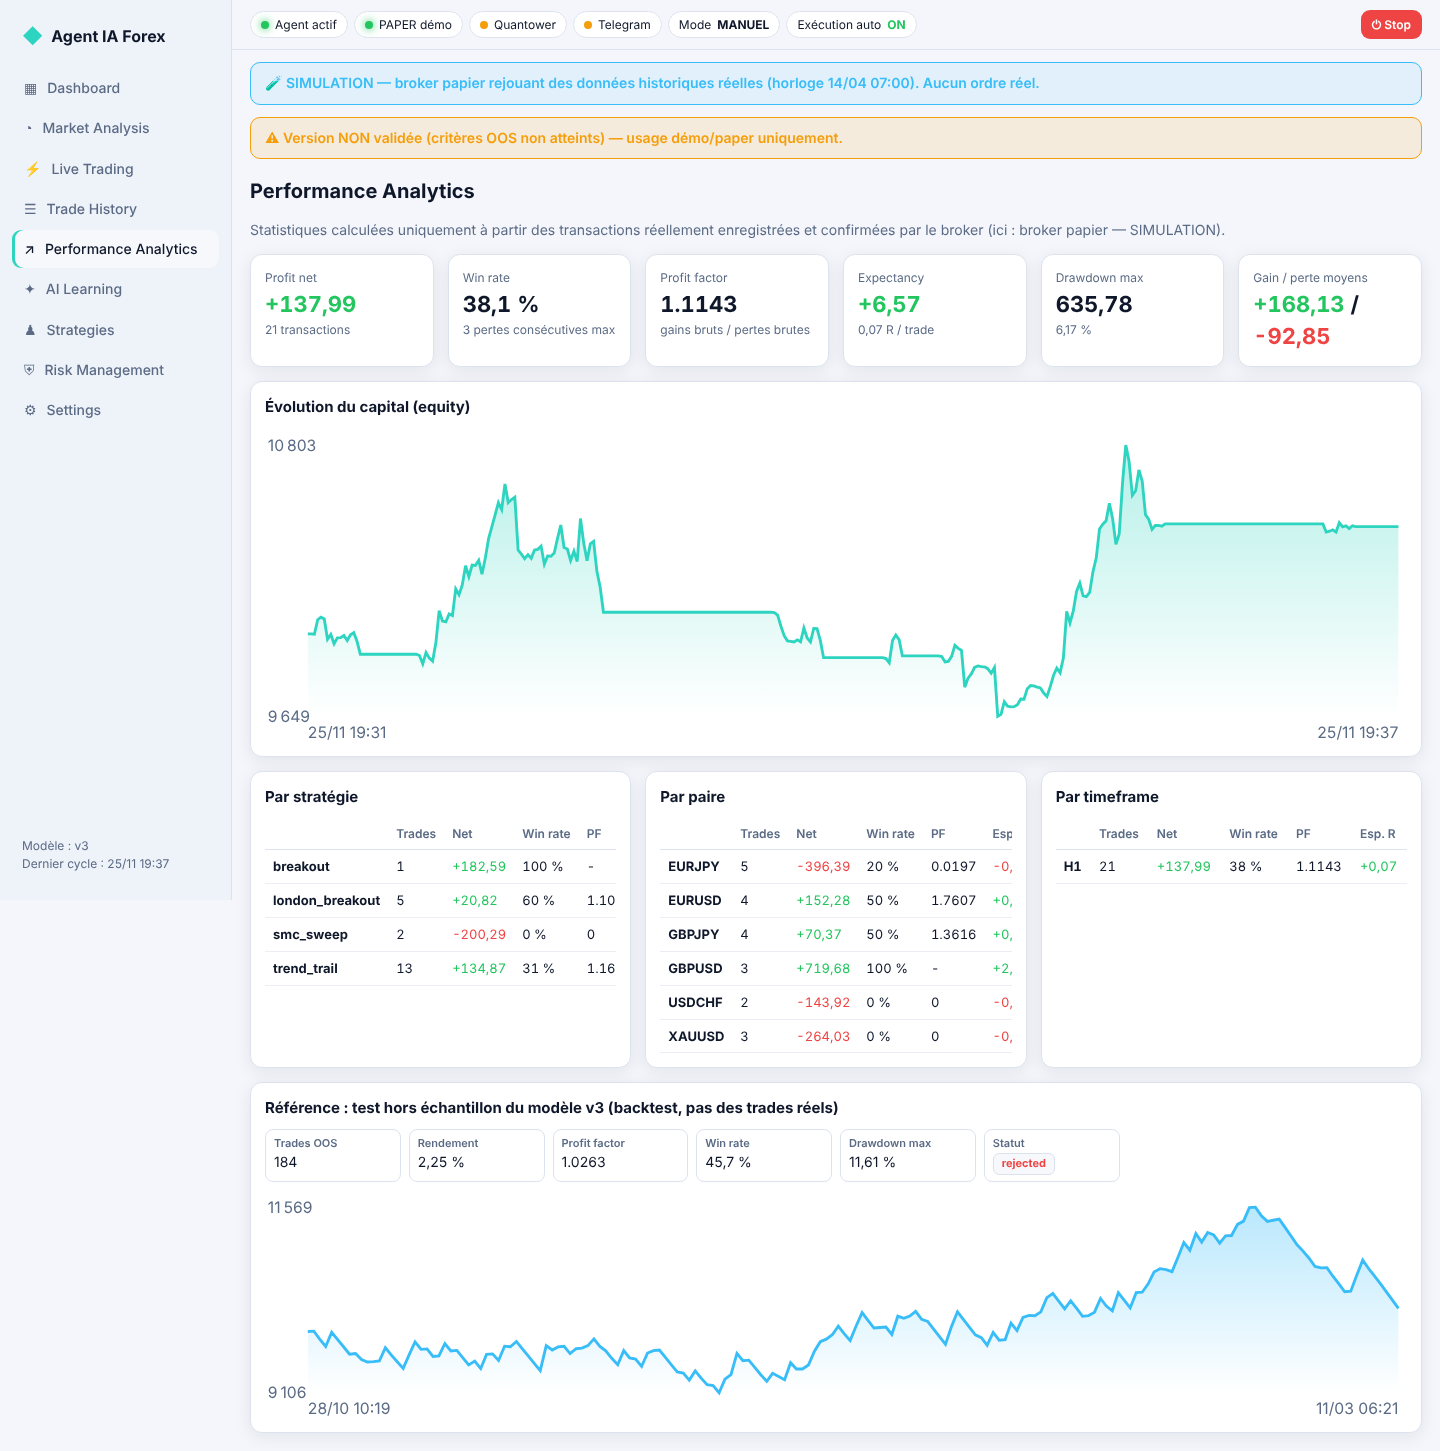 Agent IA Forex
Dashboard
Market Analysis
Live Trading
Trade History
Performance Analytics
AI Learning
Strategies
Risk Management
Settings
Modèle : v3
Dernier cycle : 25/11 19:37
Agent actif
PAPER démo
Quantower
Telegram
Mode MANUEL
Exécution auto ON
Stop
SIMULATION — broker papier rejouant des données historiques réelles (horloge 14/04 07:00). Aucun ordre réel.
Version NON validée (critères OOS non atteints) — usage démo/paper uniquement.
Performance Analytics
Statistiques calculées uniquement à partir des transactions réellement enregistrées et confirmées par le broker (ici : broker papier — SIMULATION).
Profit net
+137,99
21 transactions
Win rate
38,1 %
3 pertes consécutives max
Profit factor
1.1143
gains bruts / pertes brutes
Expectancy
+6,57
0,07 R / trade
Drawdown max
635,78
6,17 %
Gain / perte moyens
+168,13 /
-92,85
Évolution du capital (equity)
10 803
9 649
25/11 19:31
25/11 19:37
Par stratégie
Trades Net Win rate PF
breakout 1 +182,59 100 % -
london_breakout 5 +20,82 60 % 1.10
smc_sweep 2 -200,29 0 % 0
trend_trail 13 +134,87 31 % 1.16
Par paire
Trades Net Win rate PF Esp
EURJPY 5 -396,39 20 % 0.0197 -0,
EURUSD 4 +152,28 50 % 1.7607 +0,
GBPJPY 4 +70,37 50 % 1.3616 +0,
GBPUSD 3 +719,68 100 % - +2,
USDCHF 2 -143,92 0 % 0 -0,
XAUUSD 3 -264,03 0 % 0 -0,
Par timeframe
Trades Net Win rate PF Esp. R
H1 21 +137,99 38 % 1.1143 +0,07
Référence : test hors échantillon du modèle v3 (backtest, pas des trades réels)
Trades OOS
184
Rendement
2,25 %
Profit factor
1.0263
Win rate
45,7 %
Drawdown max
11,61 %
Statut
rejected
11 569
9 106
28/10 10:19
11/03 06:21